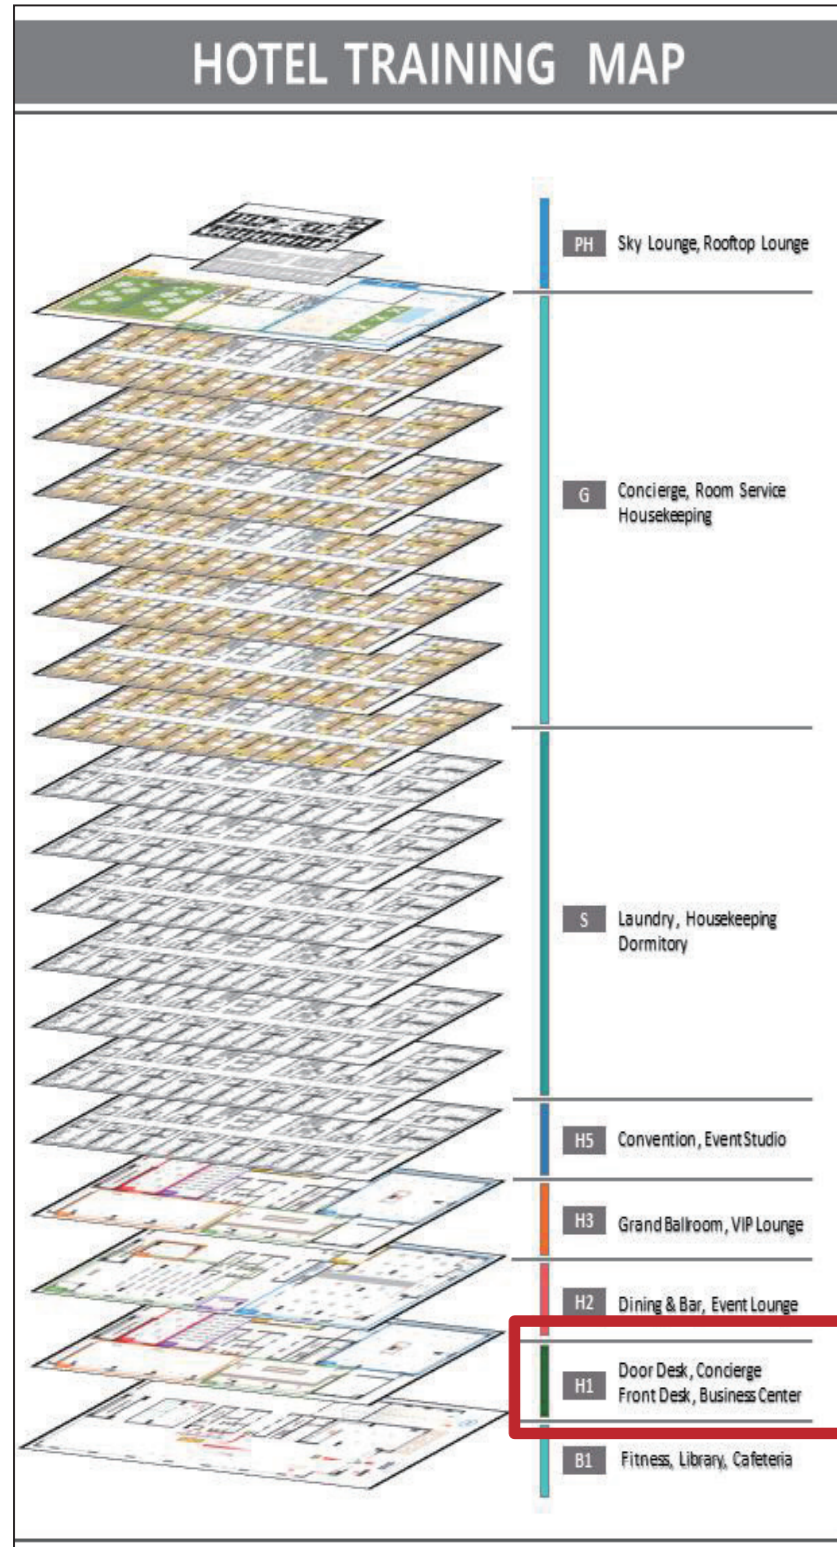 HOTEL TRAINING MAP
PH Sky Lounge, Rooftop Lounge
G Concierge, Room Service
Housekeeping
S Laundry, Housekeeping
Dormitory
H5 Convention, Event Studio
H3 Grand Ballroom, VIP Lounge
H2 Dining & Bar, Event Lounge
H1 Door Desk, Concierge
Front Desk, Business Center
B1 Fitness, Library, Cafeteria